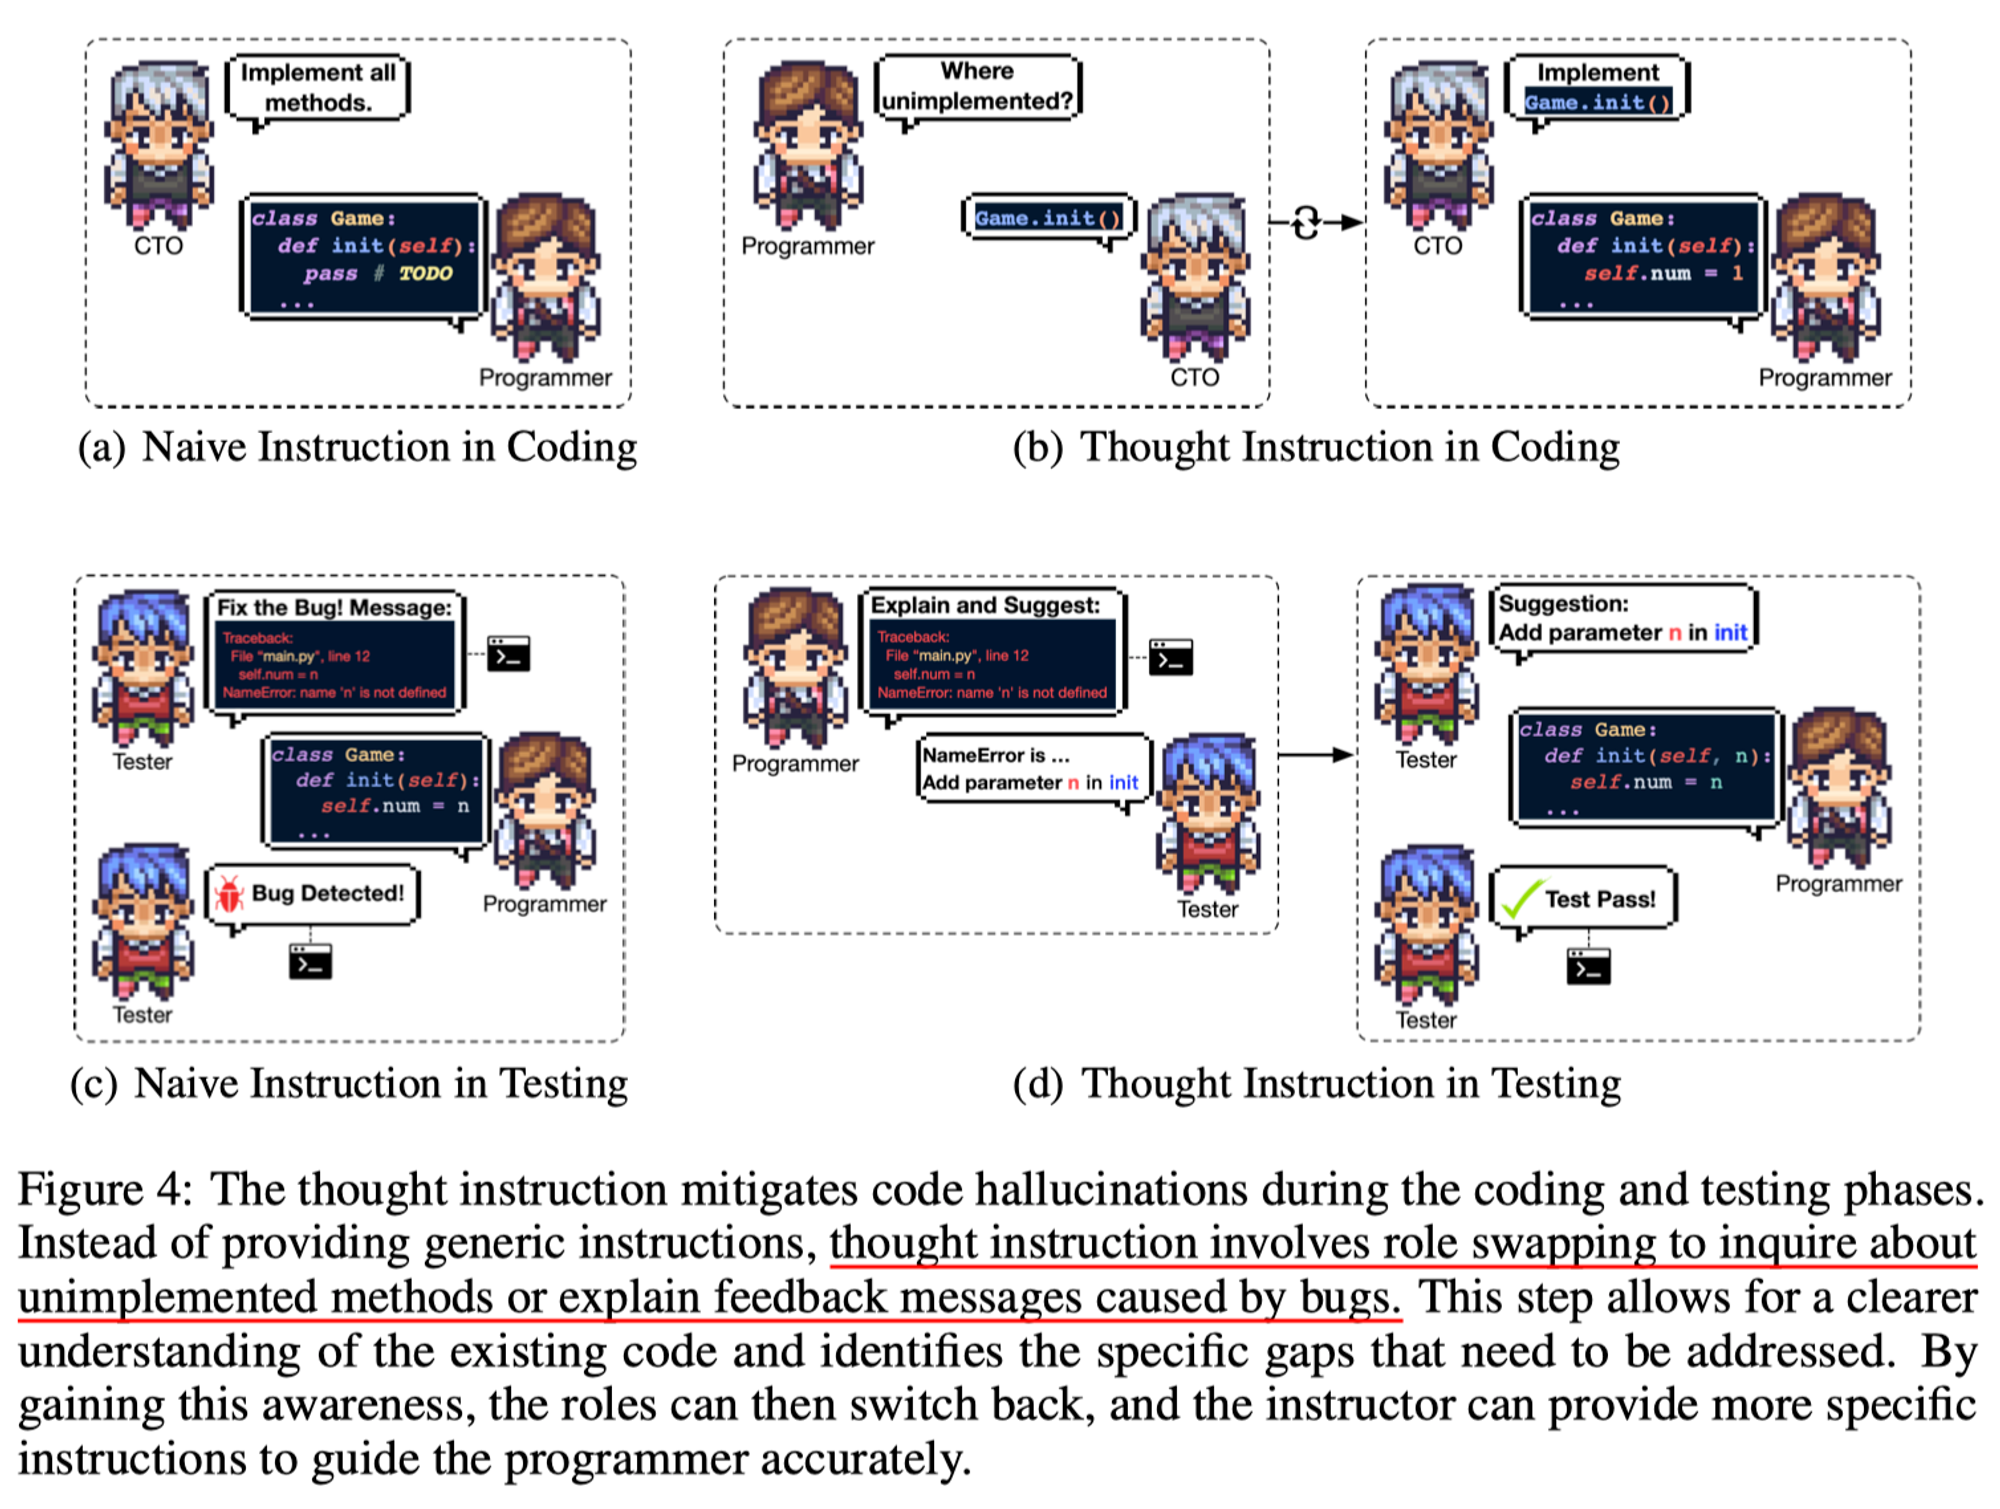 Implement all
methods.
CTO
class Game:
def init(self):
pass # TODO
...
Programmer
(a) Naive Instruction in Coding
Where
unimplemented?
Programmer
Game.init()
CTO
Implement
Game.init()
CTO
class Game:
def init(self):
self.num = 1
...
Programmer
(b) Thought Instruction in Coding
Fix the Bug! Message:
Traceback:
File "main.py", line 12
self.num = n
NameError: name 'n' is not defined
>_
Tester
class Game:
def init(self):
self.num = n
...
Programmer
Bug Detected!
>_
Tester
(c) Naive Instruction in Testing
Explain and Suggest:
Traceback:
File "main.py", line 12
self.num = n
NameError: name 'n' is not defined
>_
Programmer
NameError is ...
Add parameter n in init
Tester
Suggestion:
Add parameter n in init
Tester
class Game:
def init(self, n):
self.num = n
...
Programmer
Test Pass!
>_
Tester
(d) Thought Instruction in Testing
Figure 4: The thought instruction mitigates code hallucinations during the coding and testing phases.
Instead of providing generic instructions, thought instruction involves role swapping to inquire about
unimplemented methods or explain feedback messages caused by bugs. This step allows for a clearer
understanding of the existing code and identifies the specific gaps that need to be addressed. By
gaining this awareness, the roles can then switch back, and the instructor can provide more specific
instructions to guide the programmer accurately.